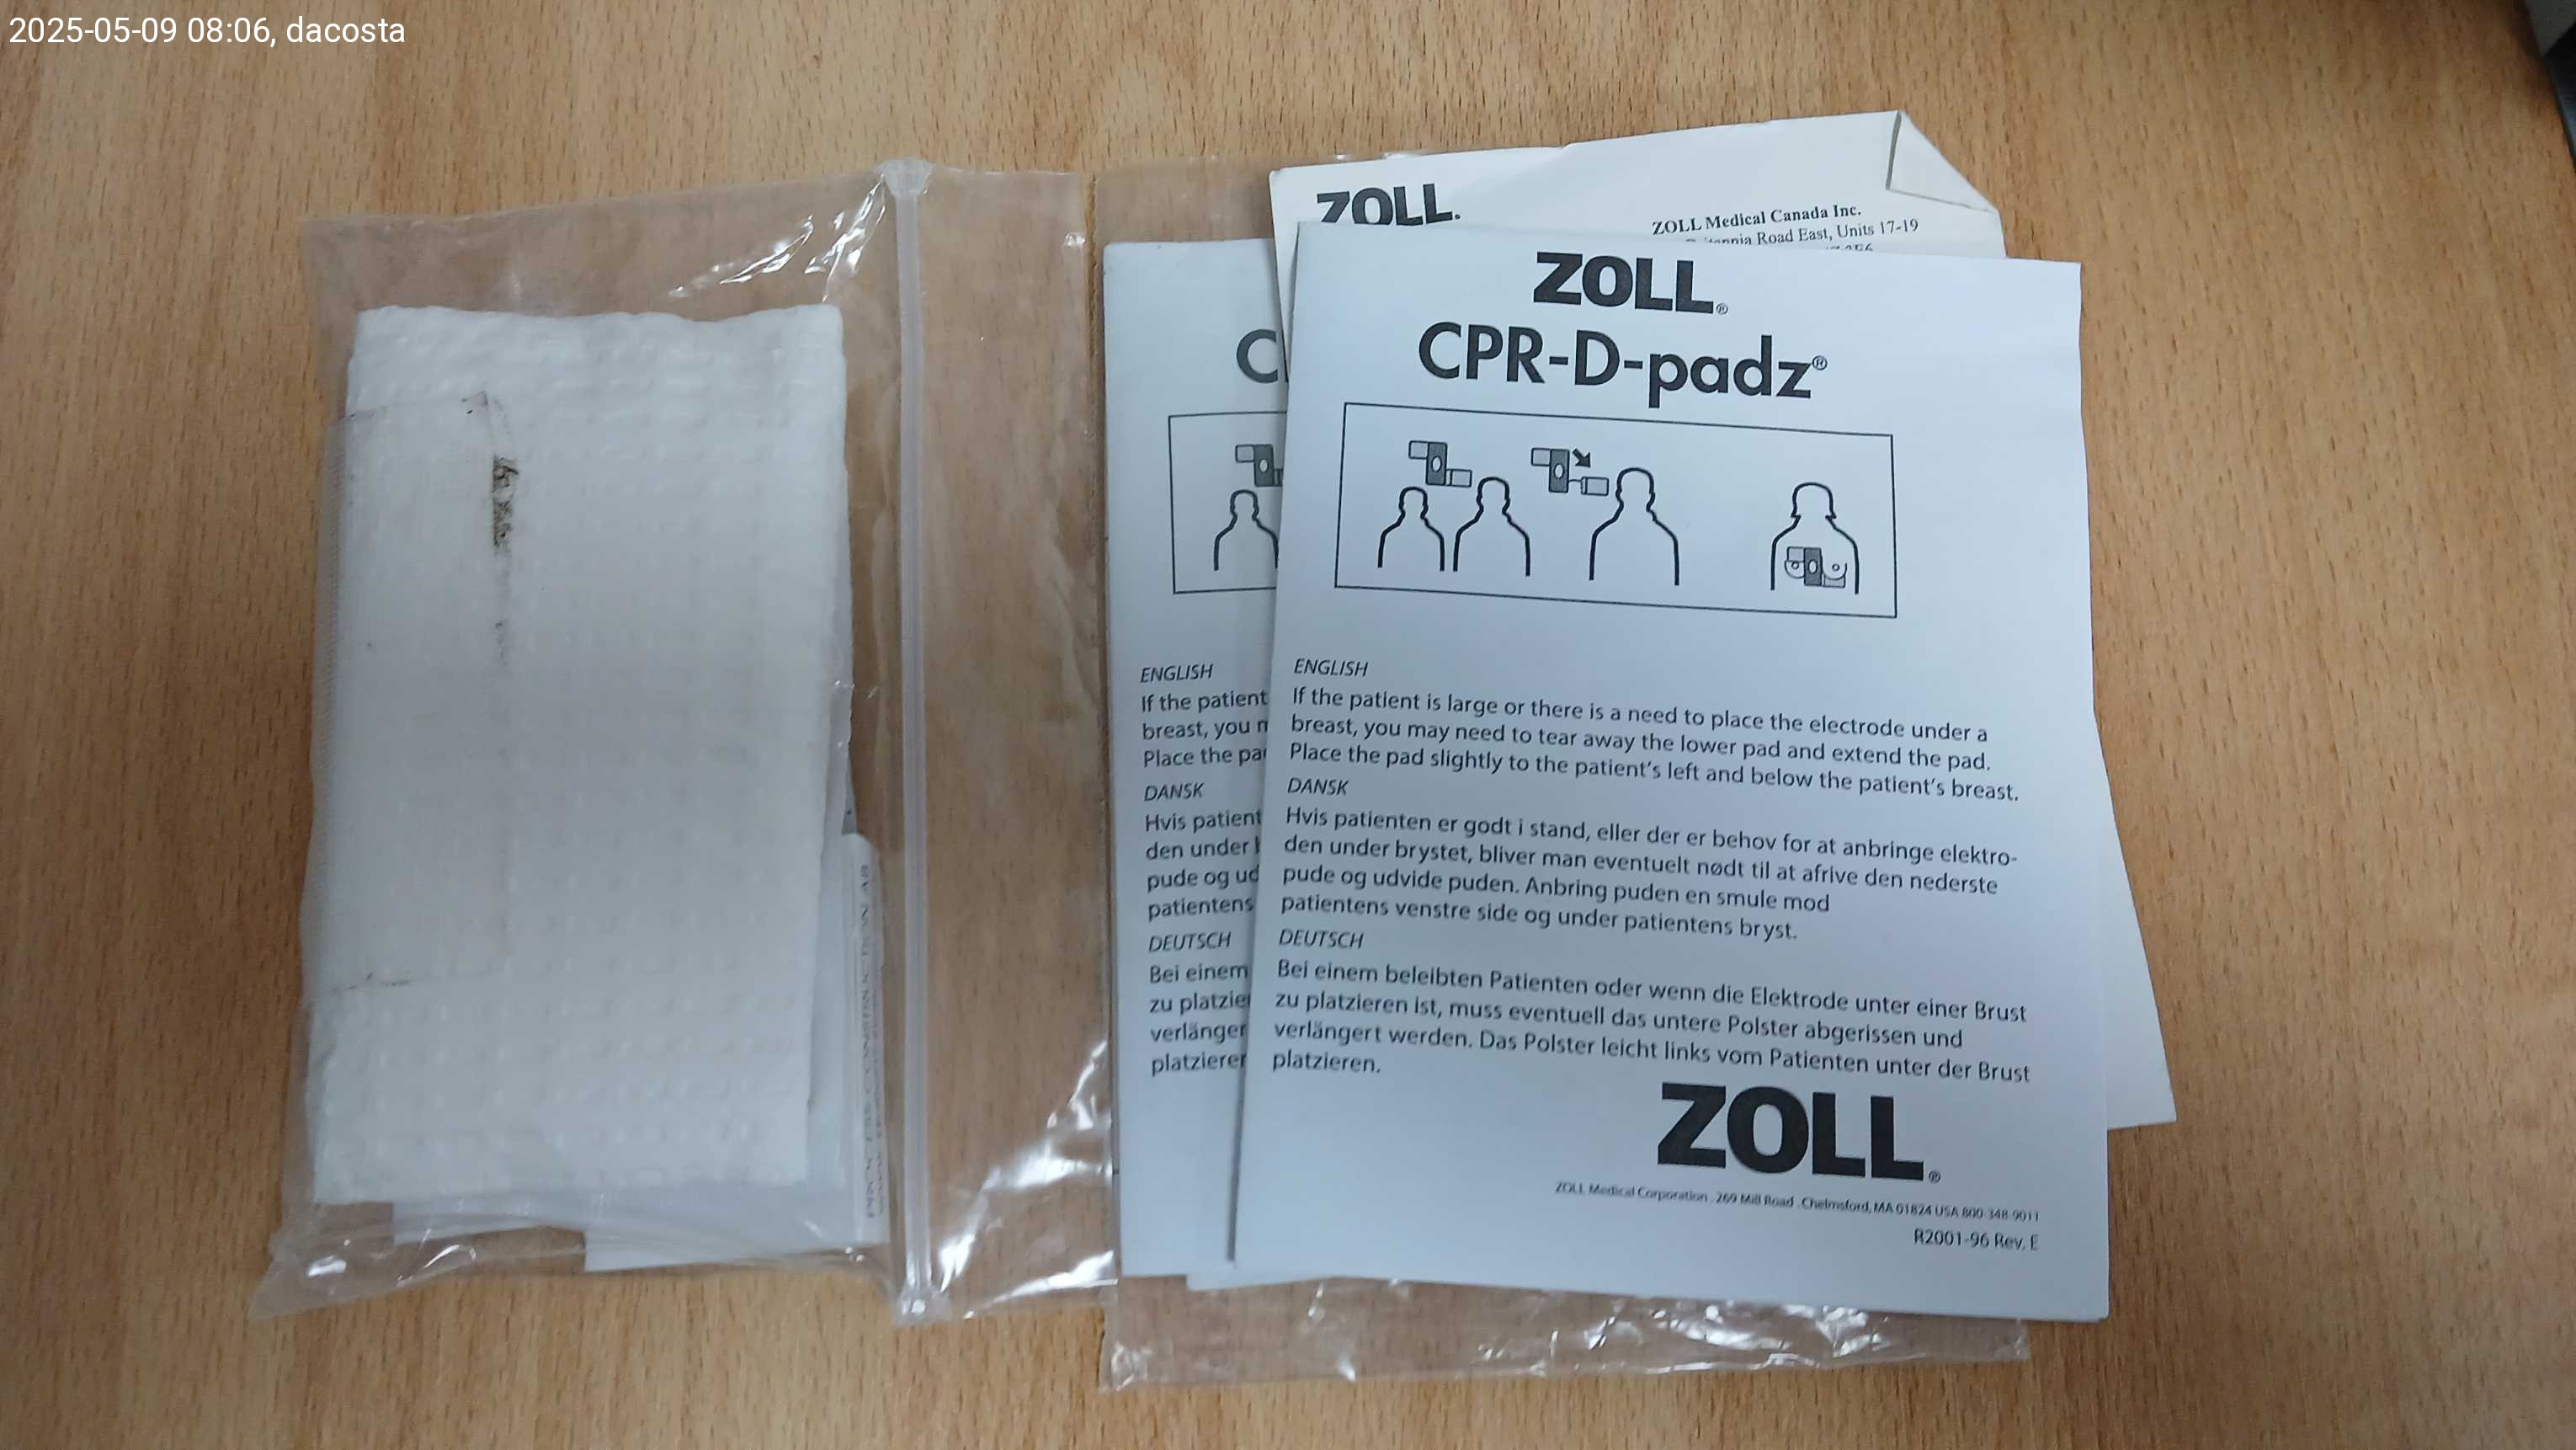 2025-05-09 08:06, dacosta
ZOLL.
ZOLL Medical Canada Inc.
Road East, Units 17-19
ZOLL®
CPR-D-padz®
ENGLISH
If the patient is large or there is a need to place the electrode under a
breast, you may need to tear away the lower pad and extend the pad.
Place the pad slightly to the patient's left and below the patient's breast.
DANSK
Hvis patienten er godt i stand, eller der er behov for at anbringe elektro-
den under brystet, bliver man eventuelt nødt til at afrive den nederste
pude og udvide puden. Anbring puden en smule mod
patientens venstre side og under patientens bryst.
DEUTSCH
Bei einem beleibten Patienten oder wenn die Elektrode unter einer Brust
zu platzieren ist, muss eventuell das untere Polster abgerissen und
verlängert werden. Das Polster leicht links vom Patienten unter der Brust
platzieren.
ZOLL®
ZOLL Medical Corporation . 269 Mill Road . Chelmsford, MA 01824 USA 800-348-9011
R2001-96 Rev. E
C
ENGLISH
If the patient
breast, you
Place the
DANSK
Hvis patient
den under
pude og ud
patientens
DEUTSCH
Bei einem
zu platzie
verlänger
platzierer